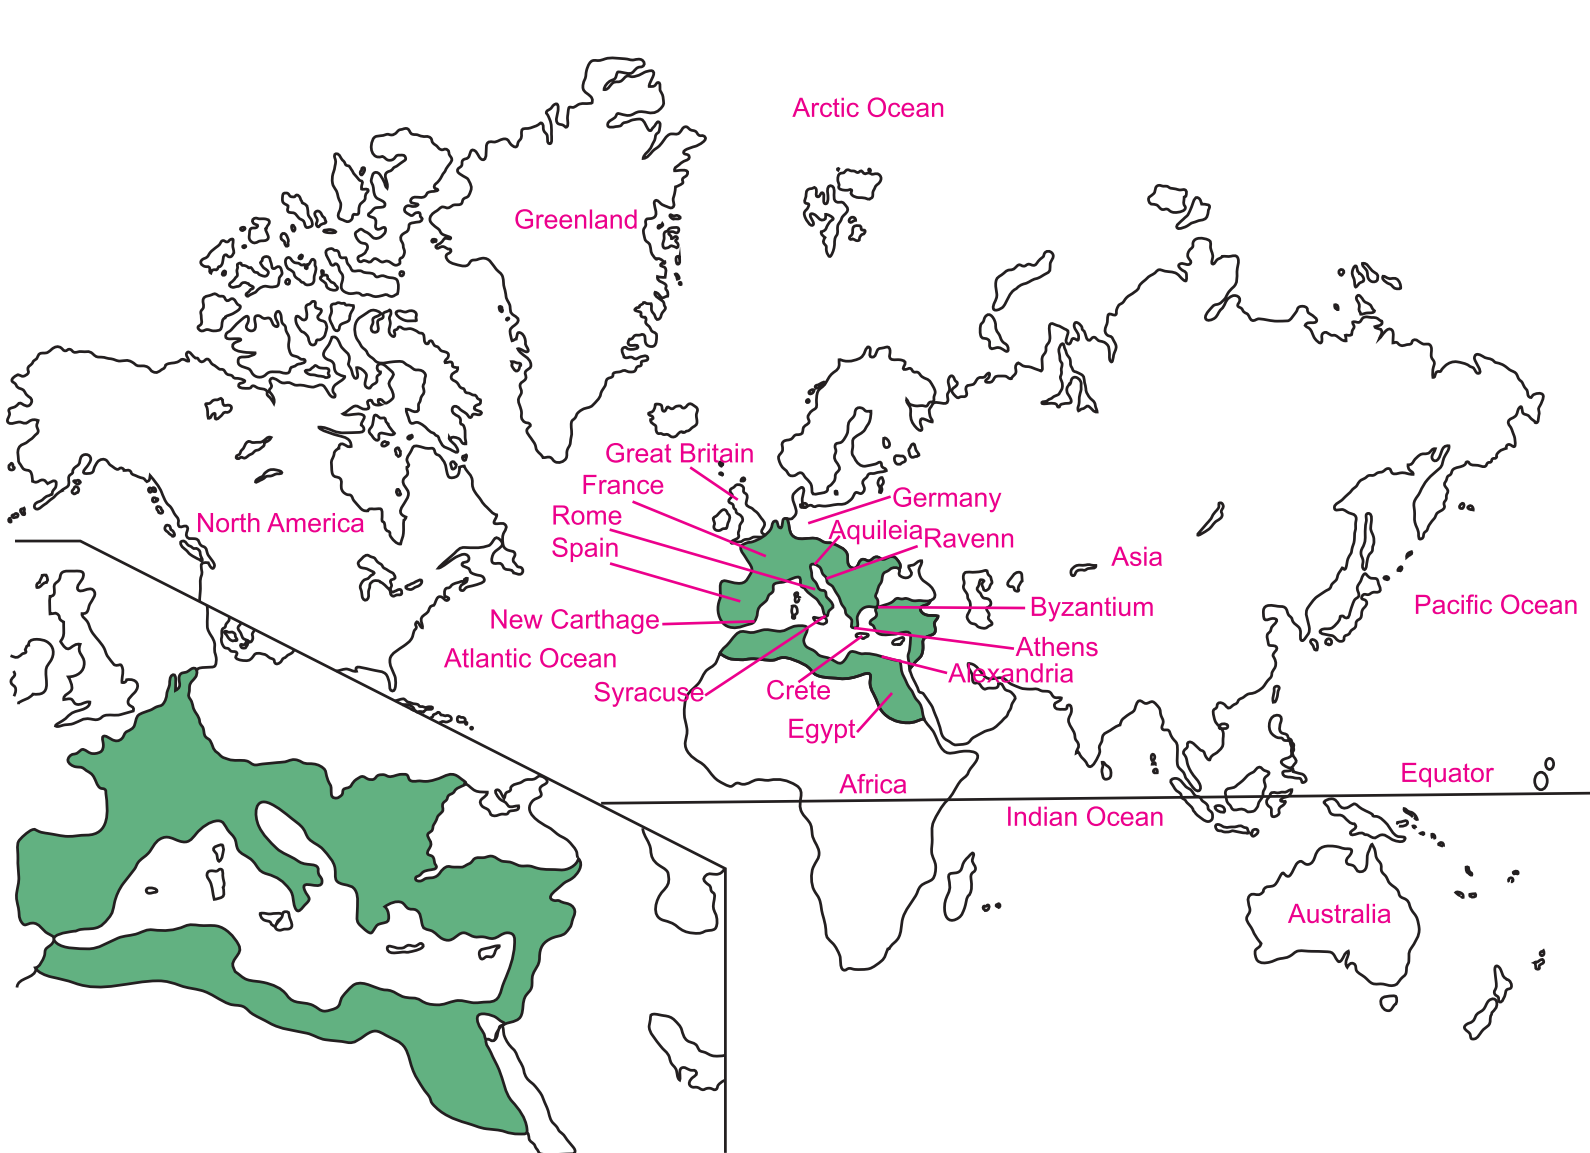 Arctic Ocean
Greenland
Great Britain
France
Germany
Rome
North America
Aquileia
Ravenn
Spain
Asia
Byzantium
Pacific Ocean
New Carthage
Athens
Atlantic Ocean
Alexandria
Syracuse
Crete
Egypt
Equator
Africa
Indian Ocean
Australia